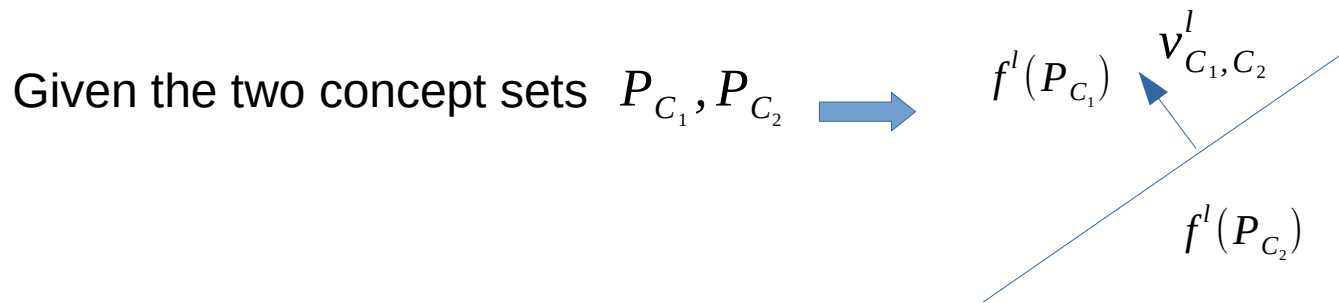 Given the two concept sets P_{C_1}, P_{C_2}
f^l(P_{C_1})
v^l_{C_1,C_2}
f^l(P_{C_2})